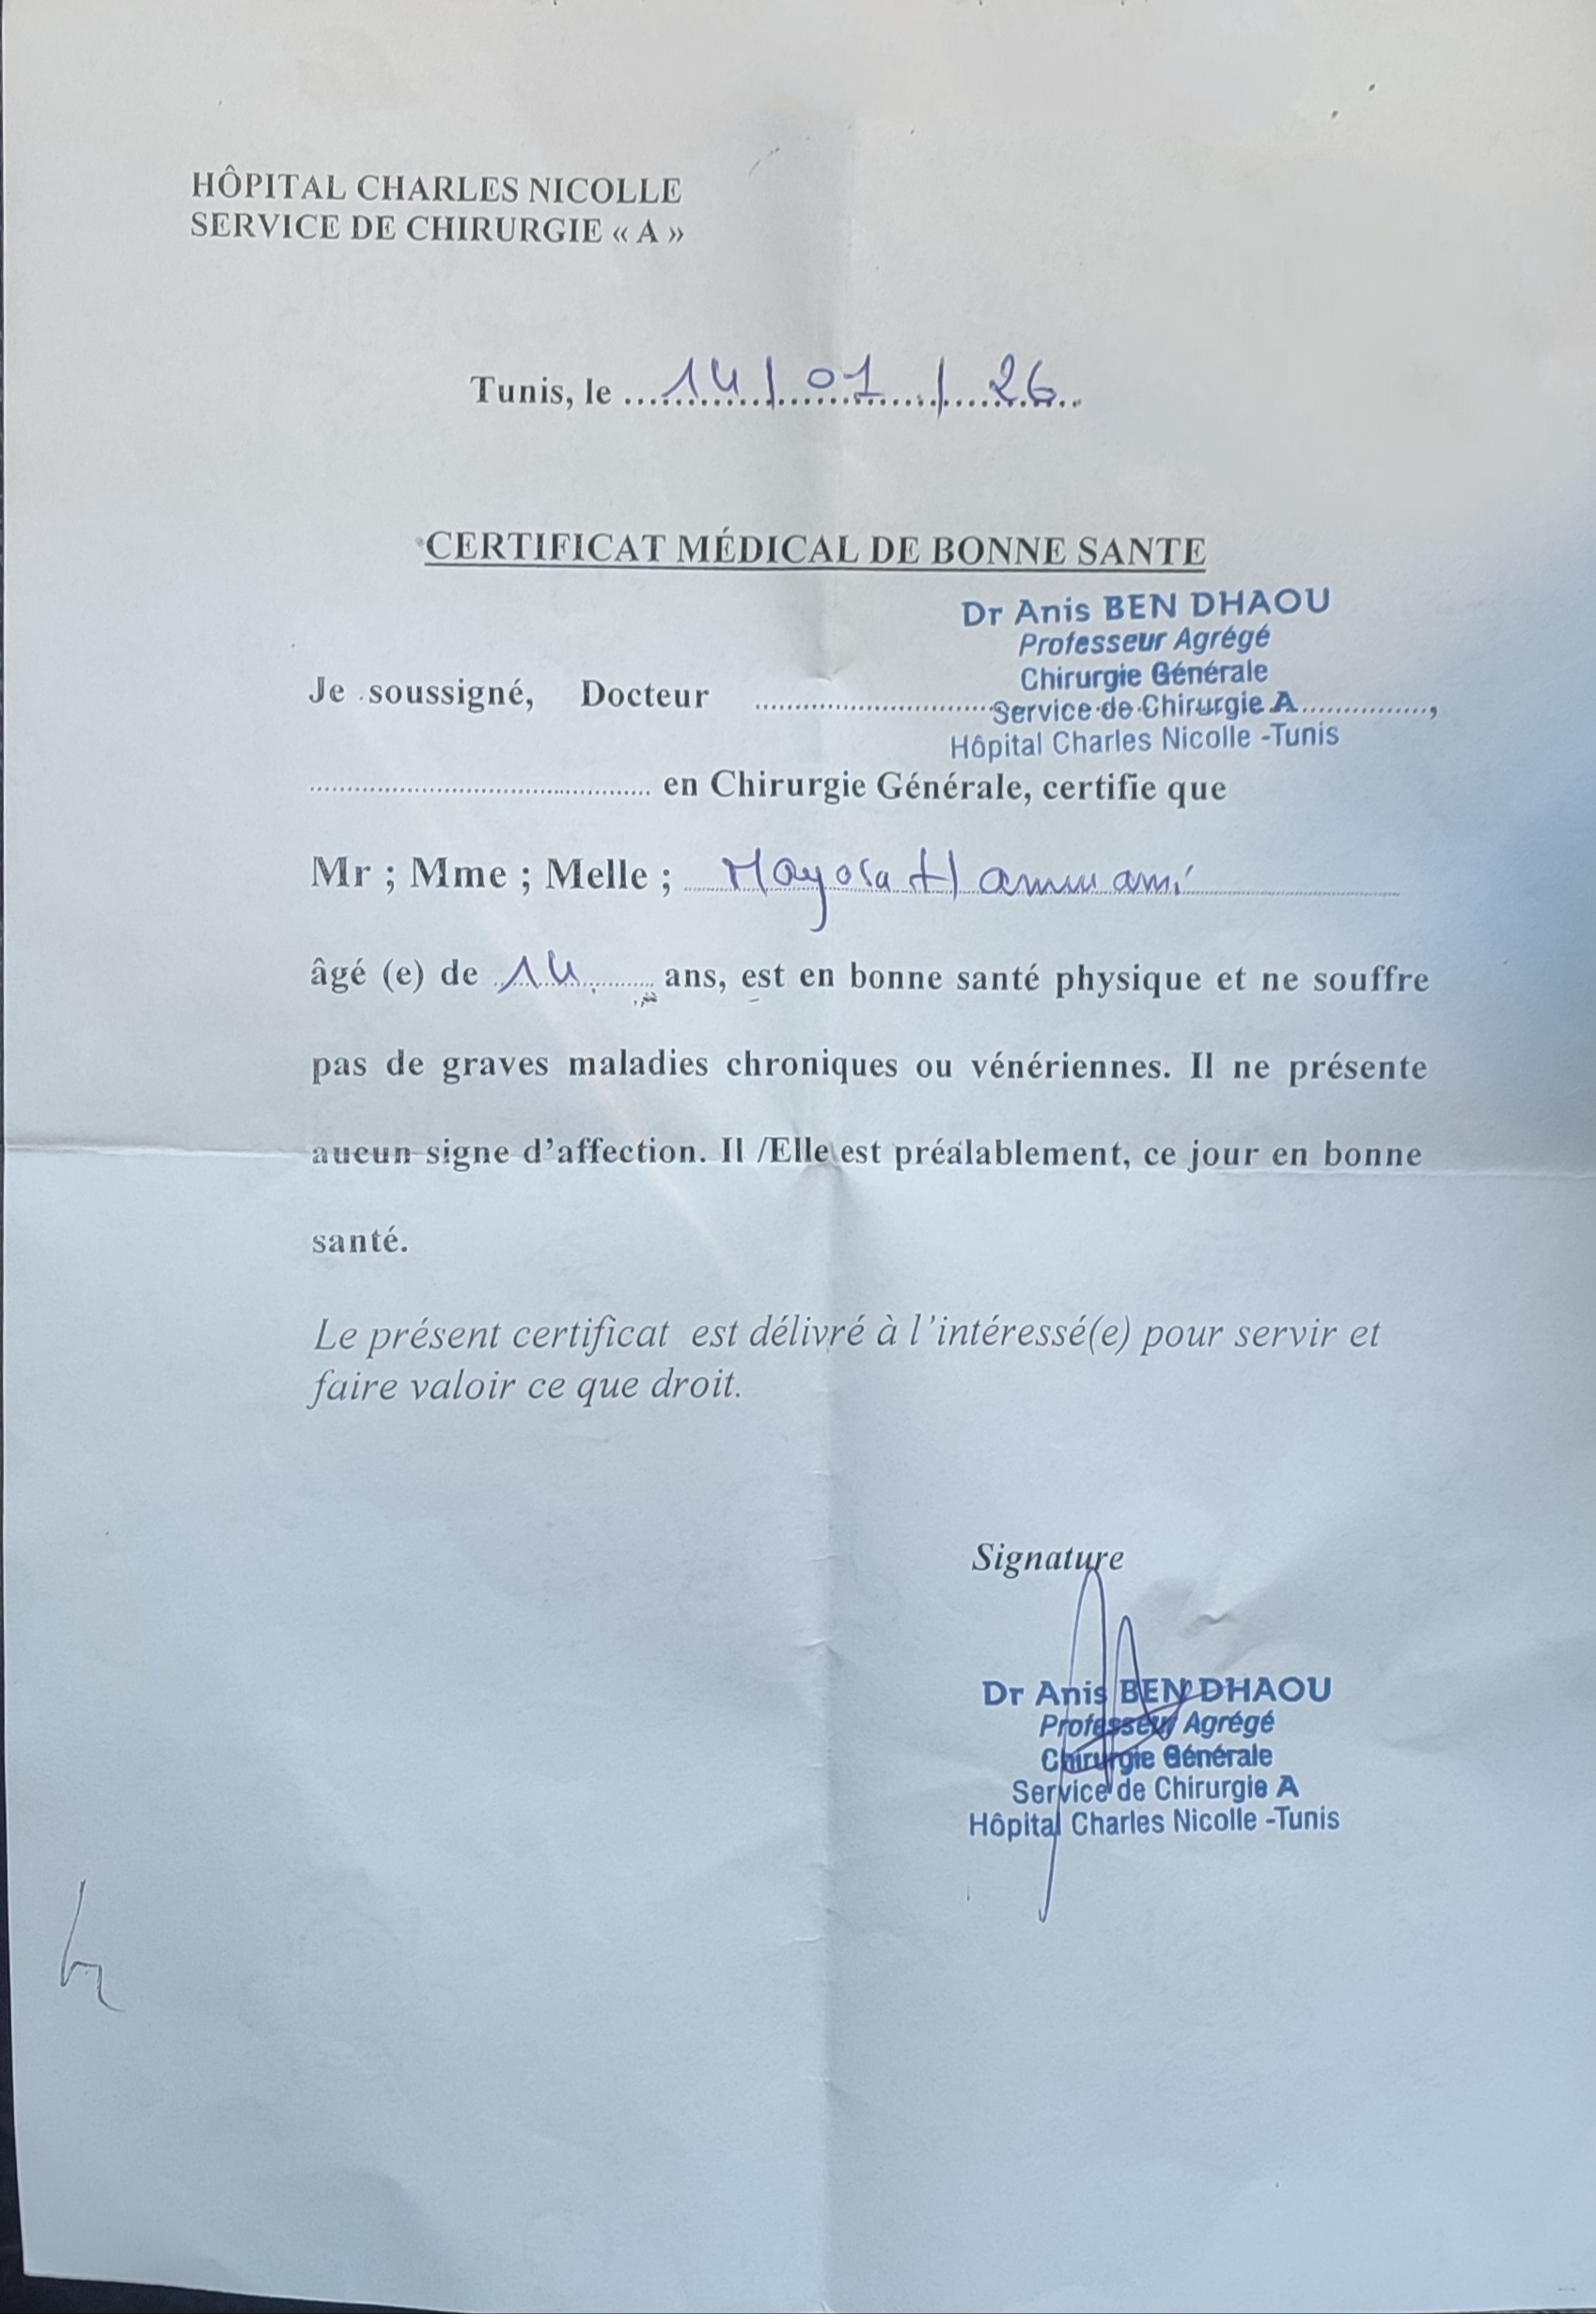 HÔPITAL CHARLES NICOLLE
SERVICE DE CHIRURGIE « A »
Tunis, le 14 / 01 / 26
CERTIFICAT MÉDICAL DE BONNE SANTE
Dr Anis BEN DHAOU
Professeur Agrégé
Chirurgie Générale
Je soussigné, Docteur Service de Chirurgie A,
Hôpital Charles Nicolle -Tunis
en Chirurgie Générale, certifie que
Mr ; Mme ; Melle ; Hammami
âgé (e) de 14 ans, est en bonne santé physique et ne souffre
pas de graves maladies chroniques ou vénériennes. Il ne présente
aucun signe d'affection. Il /Elle est préalablement, ce jour en bonne
santé.
Le présent certificat est délivré à l'intéressé(e) pour servir et
faire valoir ce que droit.
Signature
Dr Anis BEN DHAOU
Professeur Agrégé
Chirurgie Générale
Service de Chirurgie A
Hôpital Charles Nicolle -Tunis